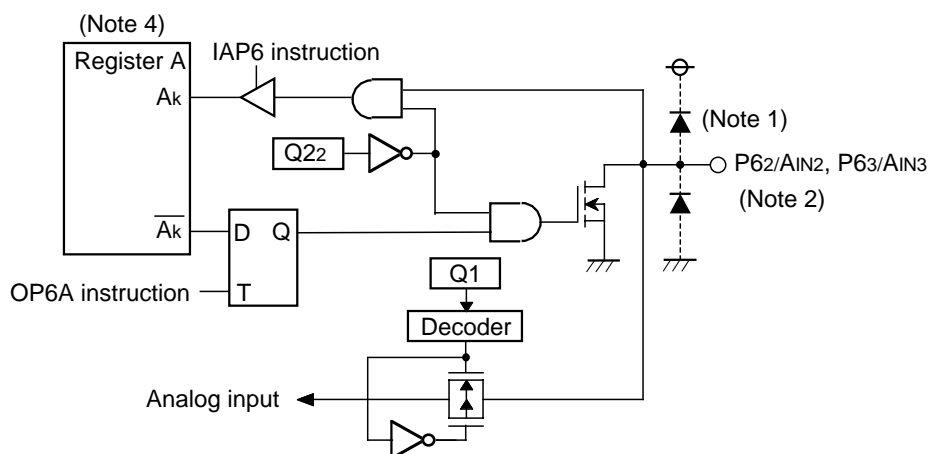 (Note 4)
Register A
IAP6 instruction
Ak
(Note 1)
Q22
P62/AIN2, P63/AIN3
(Note 2)
Ak
D
Q
Q1
OP6A instruction
T
Decoder
Analog input